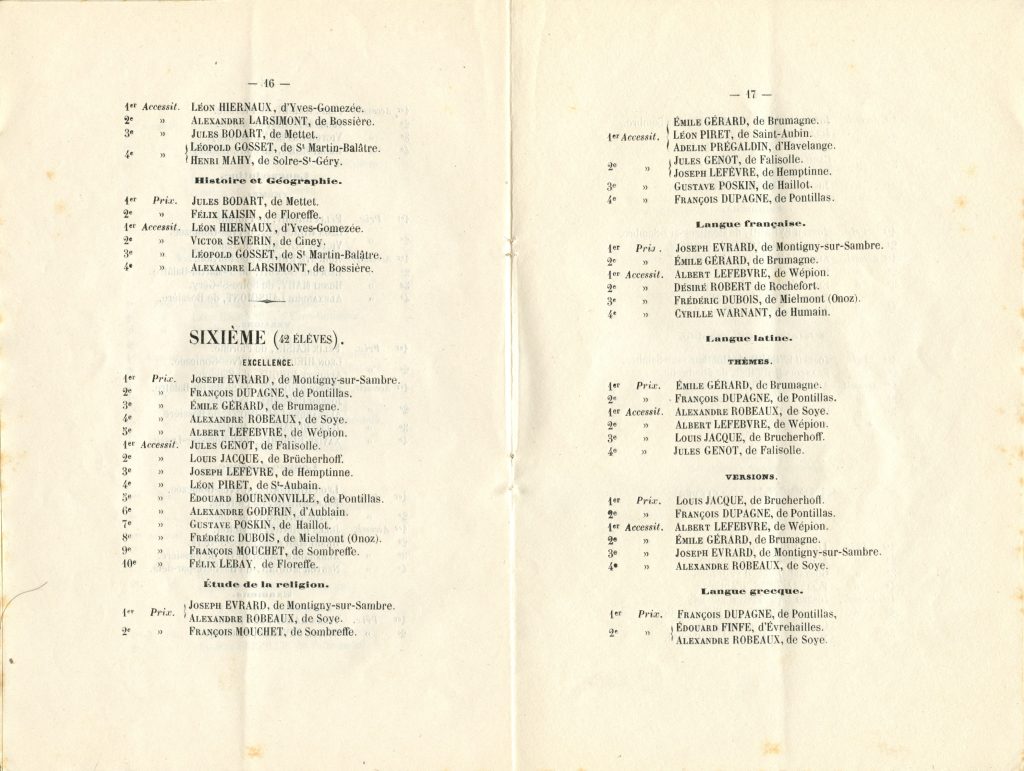 — 16 —
1er Accessit. LÉON HIERNAUX, d'Yves-Gomezée.
2e » ALEXANDRE LARSIMONT, de Bossière.
3e » JULES BODART, de Mettet.
4e » LÉOPOLD GOSSET, de St Martin-Balâtre.
HENRI MAHY, de Solre-St-Géry.
Histoire et Géographie.
1er Prix. JULES BODART, de Mettet.
2e » FÉLIX KAISIN, de Floreffe.
1er Accessit. LÉON HIERNAUX, d'Yves-Gomezée.
2e » VICTOR SEVERIN, de Ciney.
3e » LÉOPOLD GOSSET, de St Martin-Balâtre.
4e » ALEXANDRE LARSIMONT, de Bossière.
SIXIÈME (42 ÉLÈVES).
EXCELLENCE.
1er Prix. JOSEPH EVRARD, de Montigny-sur-Sambre.
2e » FRANÇOIS DUPAGNE, de Pontillas.
3e » ÉMILE GÉRARD, de Brumagne.
4e » ALEXANDRE ROBEAUX, de Soye.
5e » ALBERT LEFEBVRE, de Wépion.
1er Accessit. JULES GENOT, de Falisolle.
2e » LOUIS JACQUE, de Brücherhoff.
3e » JOSEPH LEFÈVRE, de Hemptinne.
4e » LÉON PIRET, de St-Aubain.
5e » EDOUARD BOURNONVILLE, de Pontillas.
6e » ALEXANDRE GODFRIN, d'Aublain.
7e » GUSTAVE POSKIN, de Haillot.
8e » FRÉDÉRIC DUBOIS, de Mielmont (Onoz).
9e » FRANÇOIS MOUCHET, de Sombreffe.
10e » FÉLIX LEBAY, de Floreffe.
Étude de la religion.
1er Prix. JOSEPH EVRARD, de Montigny-sur-Sambre.
ALEXANDRE ROBEAUX, de Soye.
2e » FRANÇOIS MOUCHET, de Sombreffe.
— 17 —
ÉMILE GÉRARD, de Brumagne.
1er Accessit. LÉON PIRET, de Saint-Aubin.
ADELIN PRÉGALDIN, d'Havelange.
2e » JULES GENOT, de Falisolle.
JOSEPH LEFÈVRE, de Hemptinne.
3e » GUSTAVE POSKIN, de Haillot.
4e » FRANÇOIS DUPAGNE, de Pontillas.
Langue française.
1er Prix. JOSEPH EVRARD, de Montigny-sur-Sambre.
2e » ÉMILE GÉRARD, de Brumagne.
1er Accessit. ALBERT LEFEBVRE, de Wépion.
2e » DÉSIRÉ ROBERT de Rochefort.
3e » FRÉDÉRIC DUBOIS, de Mielmont (Onoz).
4e » CYRILLE WARNANT, de Humain.
Langue latine.
THÈMES.
1er Prix. ÉMILE GÉRARD, de Brumagne.
2e » FRANÇOIS DUPAGNE, de Pontillas.
1er Accessit. ALEXANDRE ROBEAUX, de Soye.
2e » ALBERT LEFEBVRE, de Wépion.
3e » LOUIS JACQUE, de Brucherhoff.
4e » JULES GENOT, de Falisolle.
VERSIONS.
1er Prix. LOUIS JACQUE, de Brucherhoff.
2e » FRANÇOIS DUPAGNE, de Pontillas.
1er Accessit. ALBERT LEFEBVRE, de Wépion.
2e » ÉMILE GÉRARD, de Brumagne.
3e » JOSEPH EVRARD, de Montigny-sur-Sambre.
4e » ALEXANDRE ROBEAUX, de Soye.
Langue grecque.
1er Prix. FRANÇOIS DUPAGNE, de Pontillas,
2e » ÉDOUARD FINFE, d'Évrehailles.
ALEXANDRE ROBEAUX, de Soye.